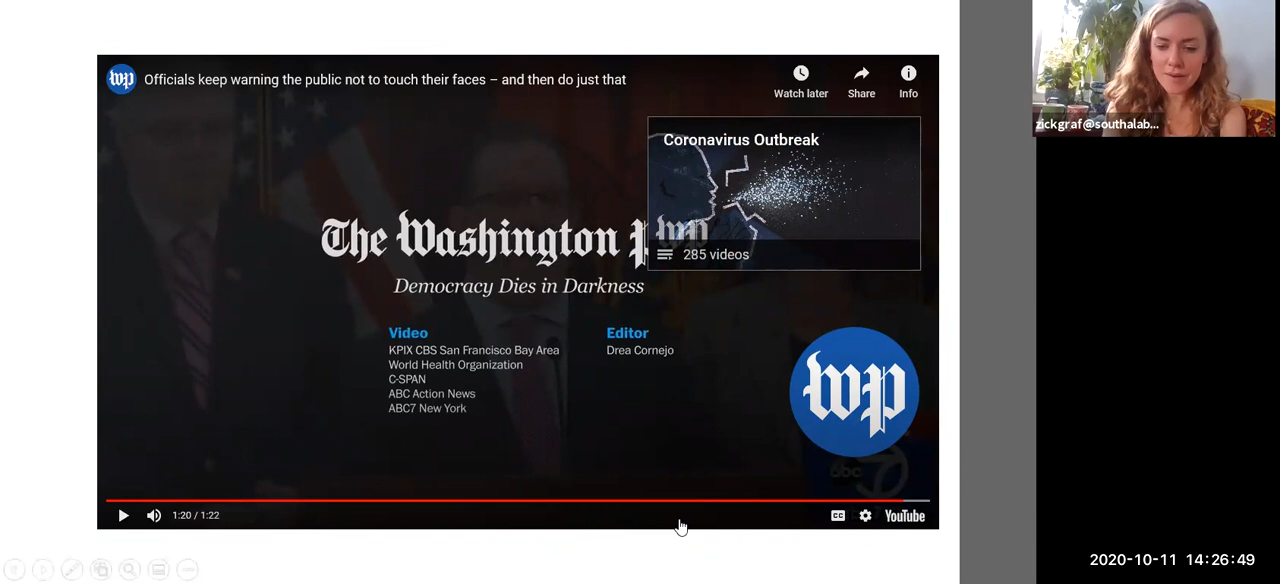 Officials keep warning the public not to touch their faces – and then do just that
Watch later
Share
Info
Coronavirus Outbreak
285 videos
The Washington
Democracy Dies in Darkness
Video
KPIX CBS San Francisco Bay Area
World Health Organization
C-SPAN
ABC Action News
ABC7 New York
Editor
Drea Cornejo
wp
abc
1:20 / 1:22
CC
YouTube
zickgraf@southalab...
2020-10-11 14:26:49